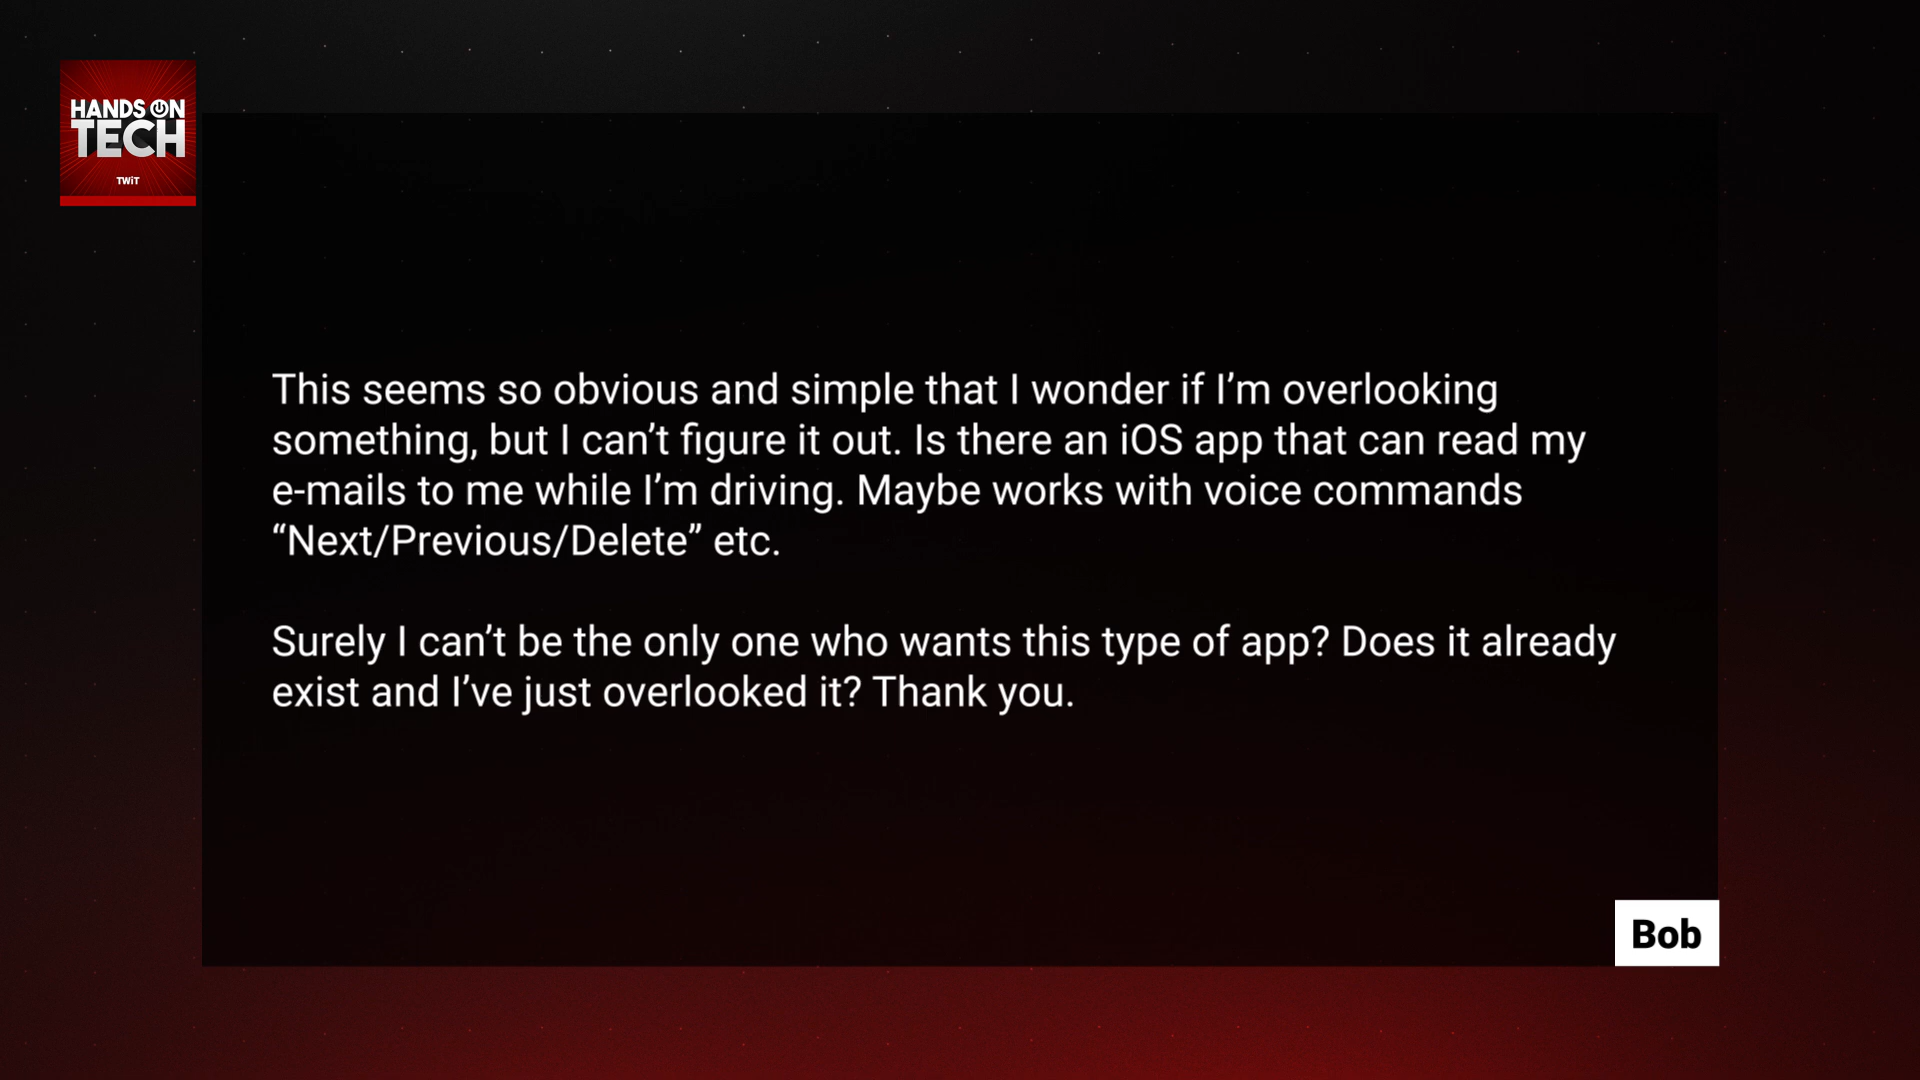 HANDS ON
TECH
TWiT
This seems so obvious and simple that I wonder if I’m overlooking
something, but I can’t figure it out. Is there an iOS app that can read my
e-mails to me while I’m driving. Maybe works with voice commands
“Next/Previous/Delete” etc.
Surely I can’t be the only one who wants this type of app? Does it already
exist and I’ve just overlooked it? Thank you.
Bob